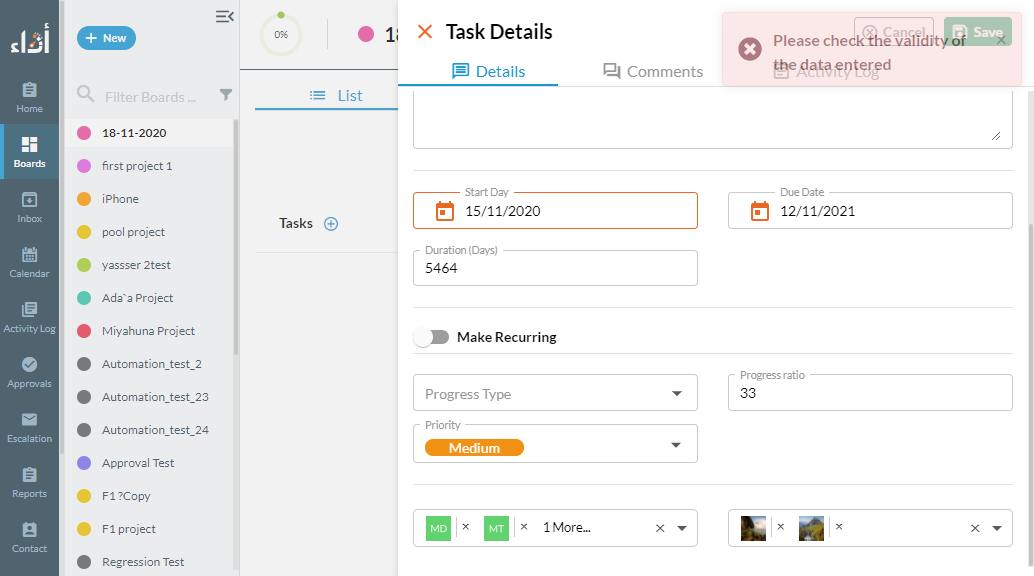 أداء
Home
Boards
Inbox
Calendar
Activity Log
Approvals
Escalation
Reports
Contact
+ New
Filter Boards ...
18-11-2020
first project 1
iPhone
pool project
yassser 2test
Ada`a Project
Miyahuna Project
Automation_test_2
Automation_test_23
Automation_test_24
Approval Test
F1 ?Copy
F1 project
Regression Test
0%
18
List
Tasks
Task Details
Cancel
Save
Please check the validity of
the data entered
Details
Comments
Activity Log
Start Day
15/11/2020
Due Date
12/11/2021
Duration (Days)
5464
Make Recurring
Progress Type
Progress ratio
33
Priority
Medium
MD × MT × 1 More...